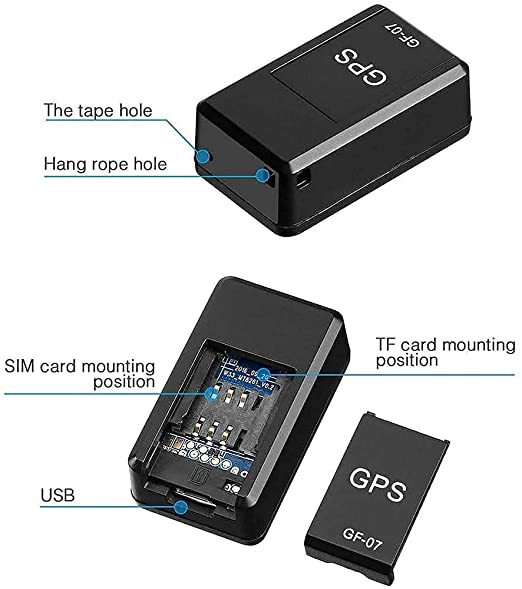 GF-07
GPS
The tape hole
Hang rope hole
SIM card mounting
position
TF card mounting
position
USB
GPS
GF-07